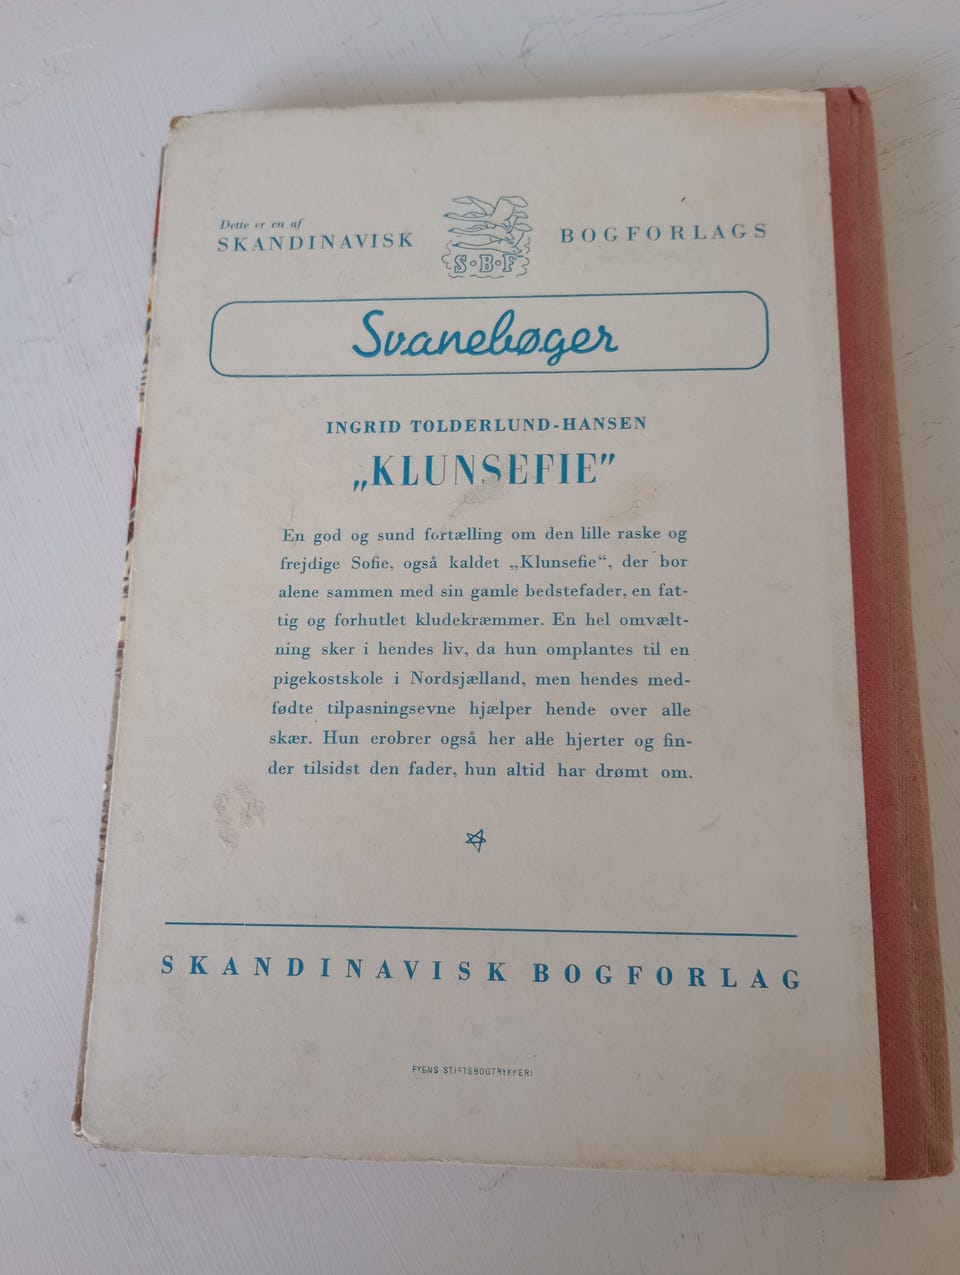 Dette er en af
SKANDINAVISK BOGFORLAGS
S·B·F
Svanebøger
INGRID TOLDERLUND-HANSEN
„KLUNSEFIE”
En god og sund fortælling om den lille raske og
frejdige Sofie, også kaldet „Klunsefie“, der bor
alene sammen med sin gamle bedstefader, en fat-
tig og forhutlet kludekræmmer. En hel omvælt-
ning sker i hendes liv, da hun omplantes til en
pigekostskole i Nordsjælland, men hendes med-
fødte tilpasningsevne hjælper hende over alle
skær. Hun erobrer også her alle hjerter og fin-
der tilsidst den fader, hun altid har drømt om.
SKANDINAVISK BOGFORLAG
FYENS STIFTSBOGTRYKKERI